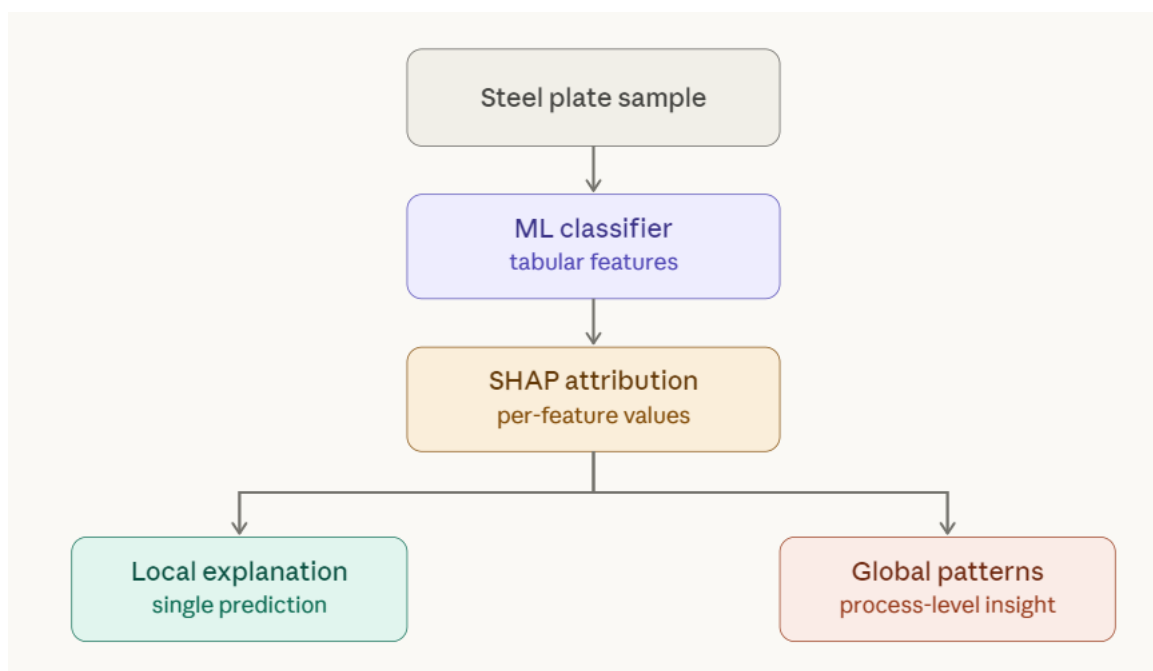 Steel plate sample
ML classifier
tabular features
SHAP attribution
per-feature values
Local explanation
single prediction
Global patterns
process-level insight